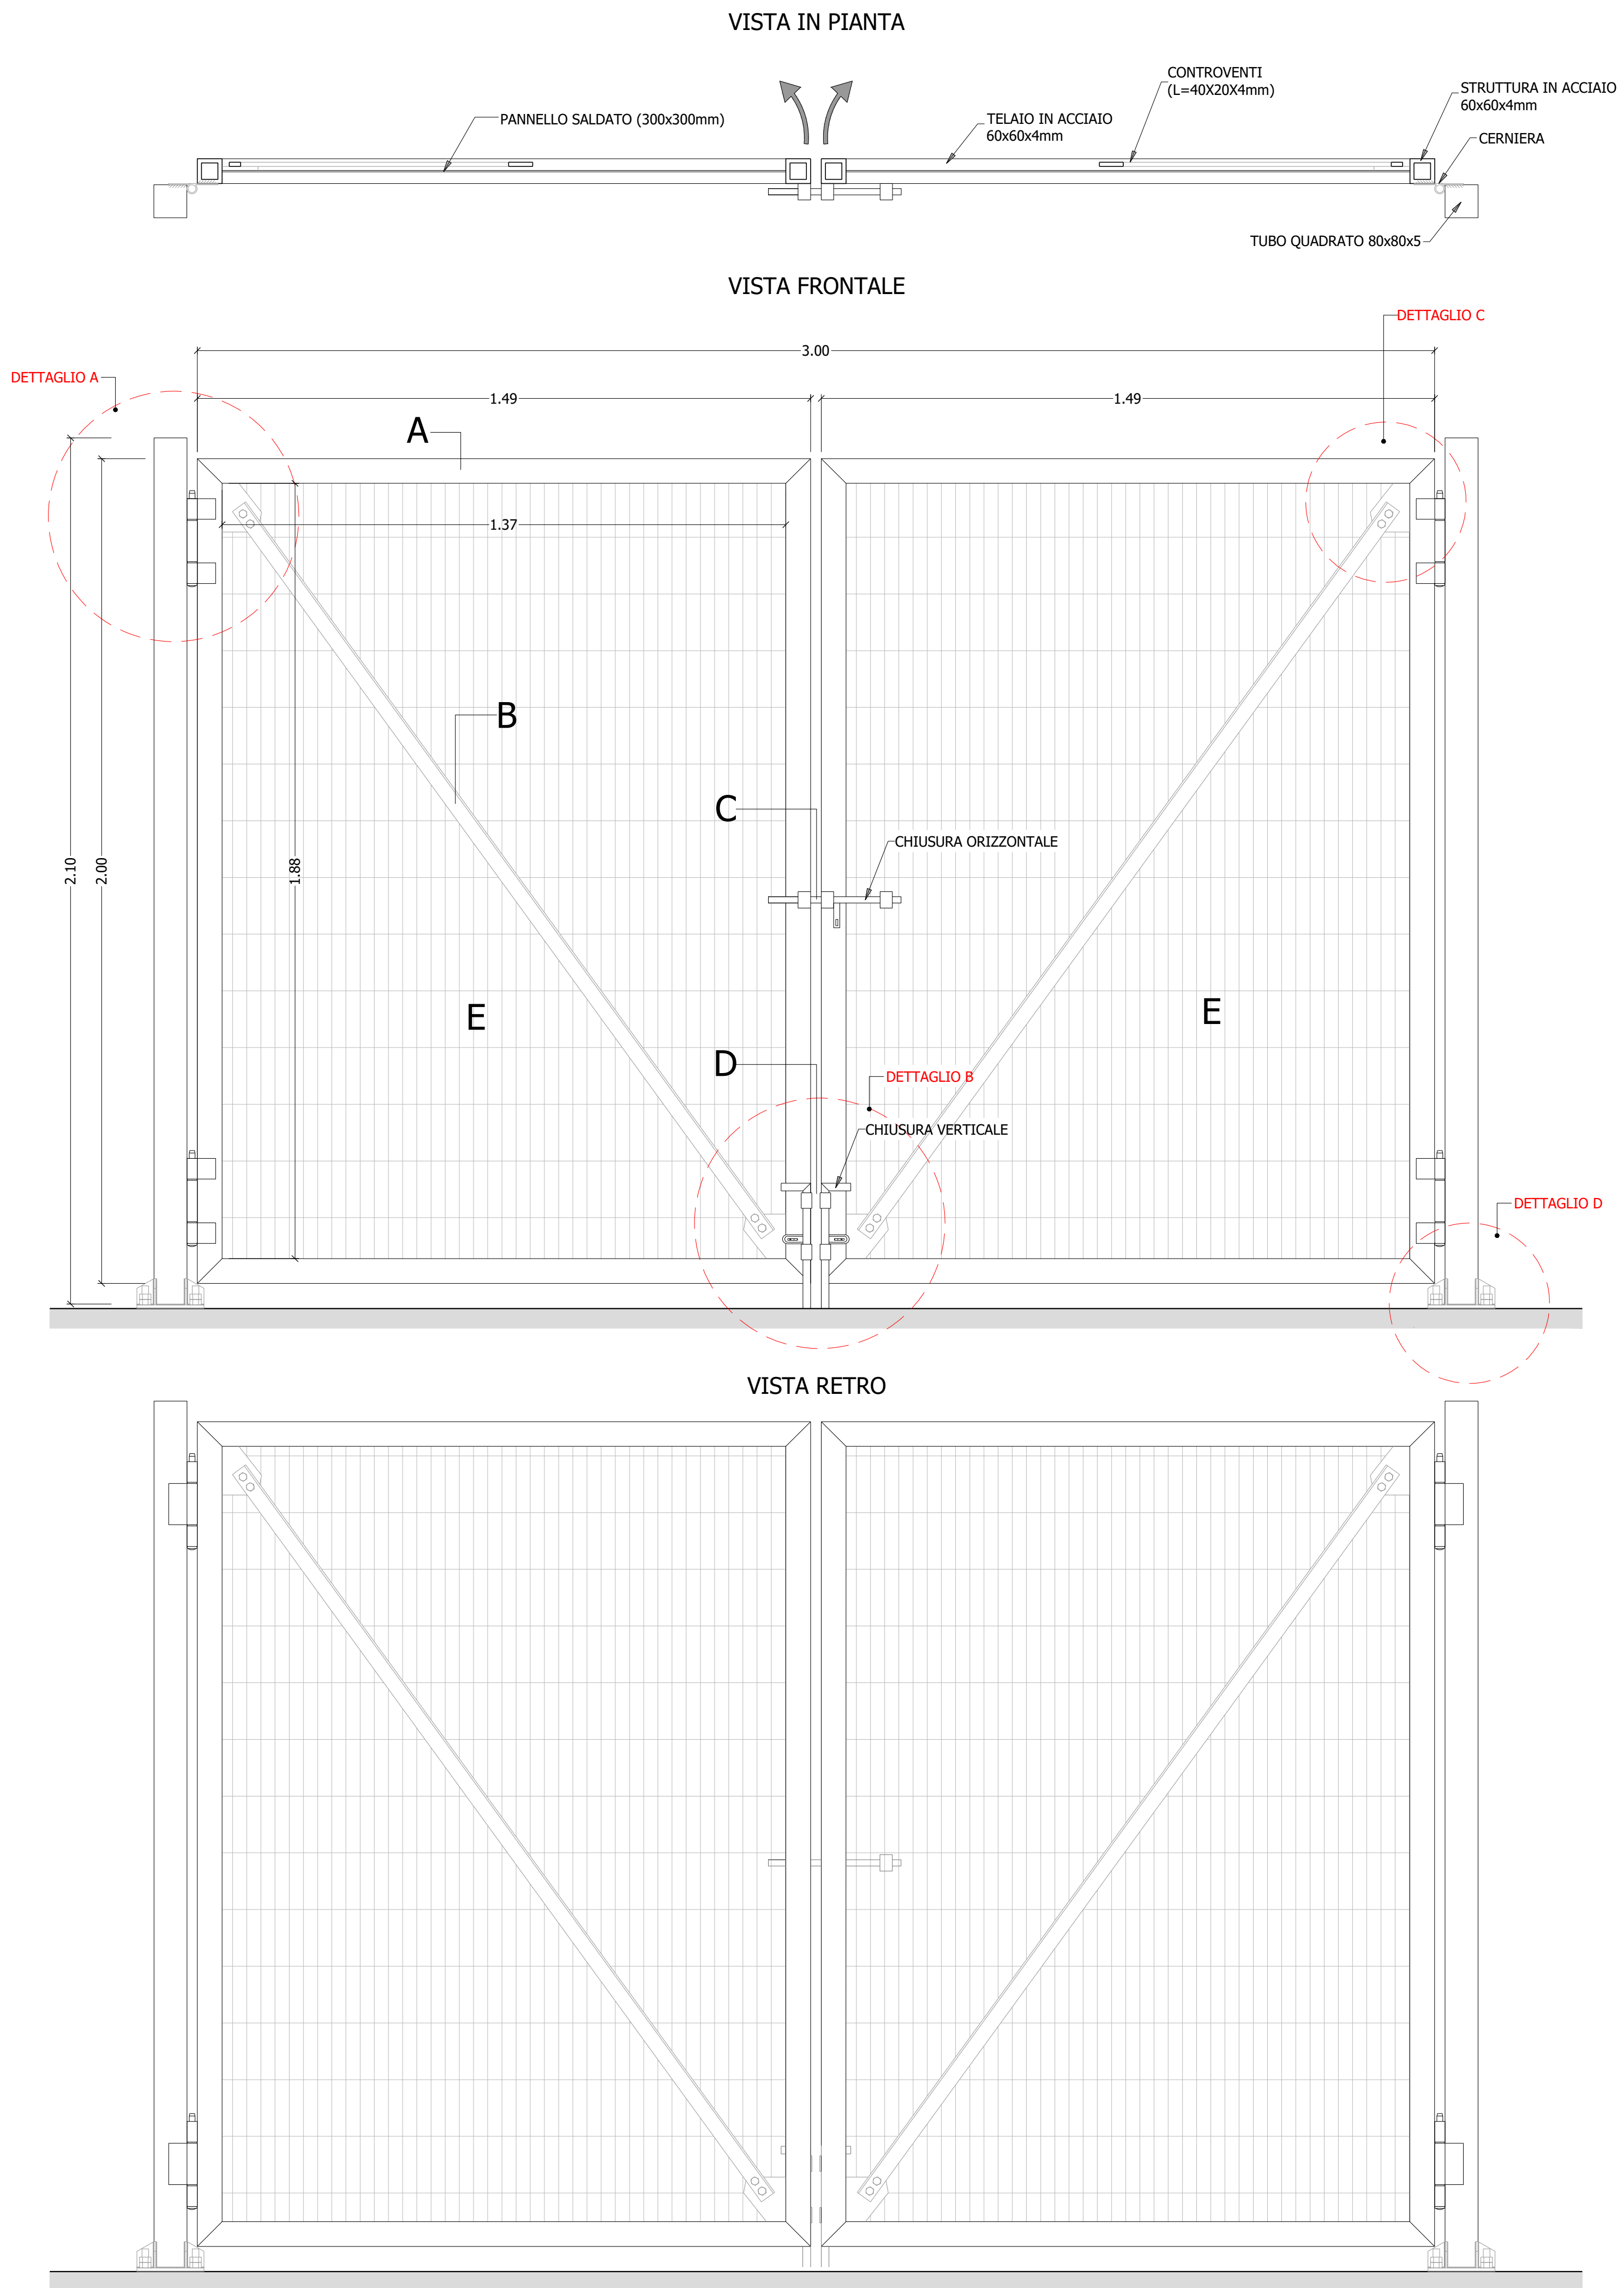 VISTA IN PIANTA
CONTROVENTI
(L=40X20X4mm)
STRUTTURA IN ACCIAIO
60x60x4mm
PANNELLO SALDATO (300x300mm)
TELAIO IN ACCIAIO
60x60x4mm
CERNIERA
TUBO QUADRATO 80x80x5
VISTA FRONTALE
DETTAGLIO C
3.00
DETTAGLIO A
1.49
1.49
A
1.37
B
C
CHIUSURA ORIZZONTALE
2.10
2.00
1.88
E
E
D
DETTAGLIO B
CHIUSURA VERTICALE
DETTAGLIO D
VISTA RETRO